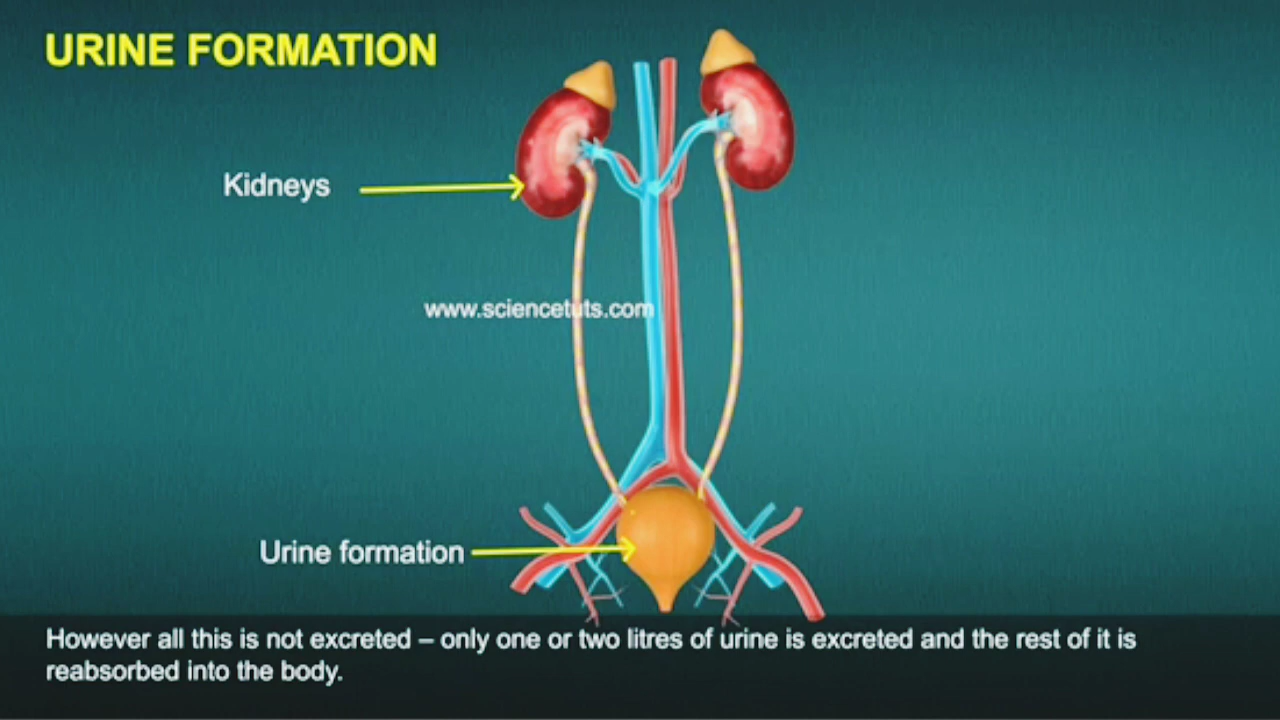 URINE FORMATION
Kidneys
www.sciencetuts.com
Urine formation
However all this is not excreted – only one or two litres of urine is excreted and the rest of it is
reabsorbed into the body.